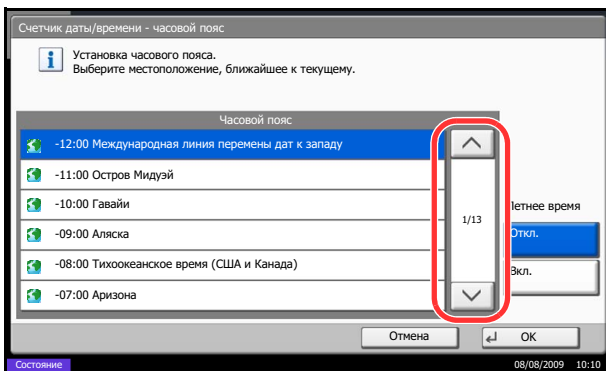 Счетчик даты/времени - часовой пояс
Установка часового пояса.
Выберите местоположение, ближайшее к текущему.
Часовой пояс
-12:00 Международная линия перемены дат к западу
-11:00 Остров Мидуэй
-10:00 Гавайи
-09:00 Аляска
-08:00 Тихоокеанское время (США и Канада)
-07:00 Аризона
1/13
Летнее время
Откл.
Вкл.
Отмена
OK
Состояние
08/08/2009 10:10